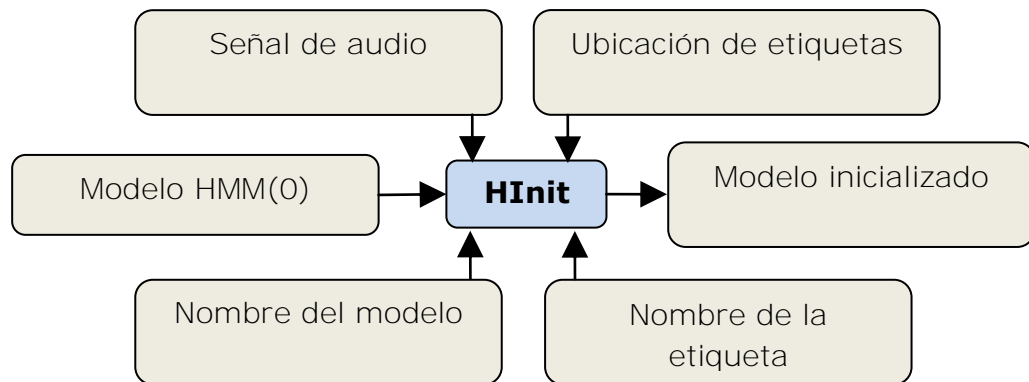 Señal de audio
Ubicación de etiquetas
Modelo HMM(0)
HInit
Modelo inicializado
Nombre del modelo
Nombre de la
etiqueta